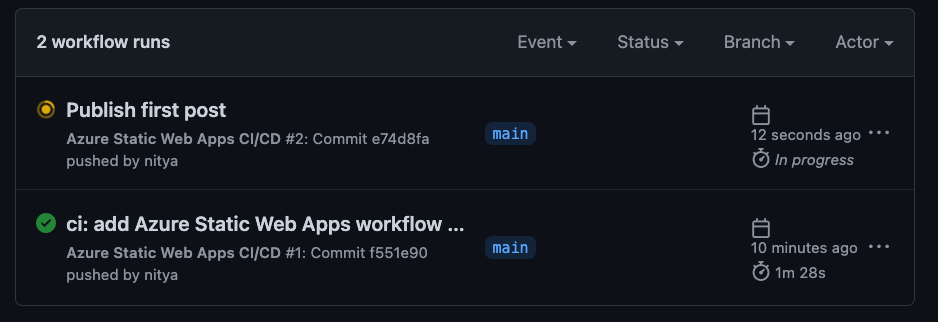 2 workflow runs Event Status Branch Actor
Publish first post
Azure Static Web Apps CI/CD #2: Commit e74d8fa
pushed by nitya
main
12 seconds ago ...
In progress
ci: add Azure Static Web Apps workflow ...
Azure Static Web Apps CI/CD #1: Commit f551e90
pushed by nitya
main
10 minutes ago ...
1m 28s